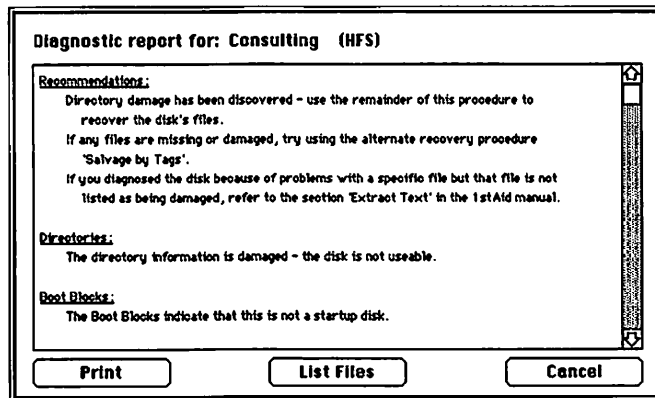 Diagnostic report for: Consulting (HFS)
Recommendations:
Directory damage has been discovered - use the remainder of this procedure to
recover the disk's files.
If any files are missing or damaged, try using the alternate recovery procedure
'Salvage by Tags'.
If you diagnosed the disk because of problems with a specific file but that file is not
listed as being damaged, refer to the section 'Extract Text' in the 1stAid manual.
Directories:
The directory information is damaged - the disk is not useable.
Boot Blocks:
The Boot Blocks indicate that this is not a startup disk.
Print
List Files
Cancel